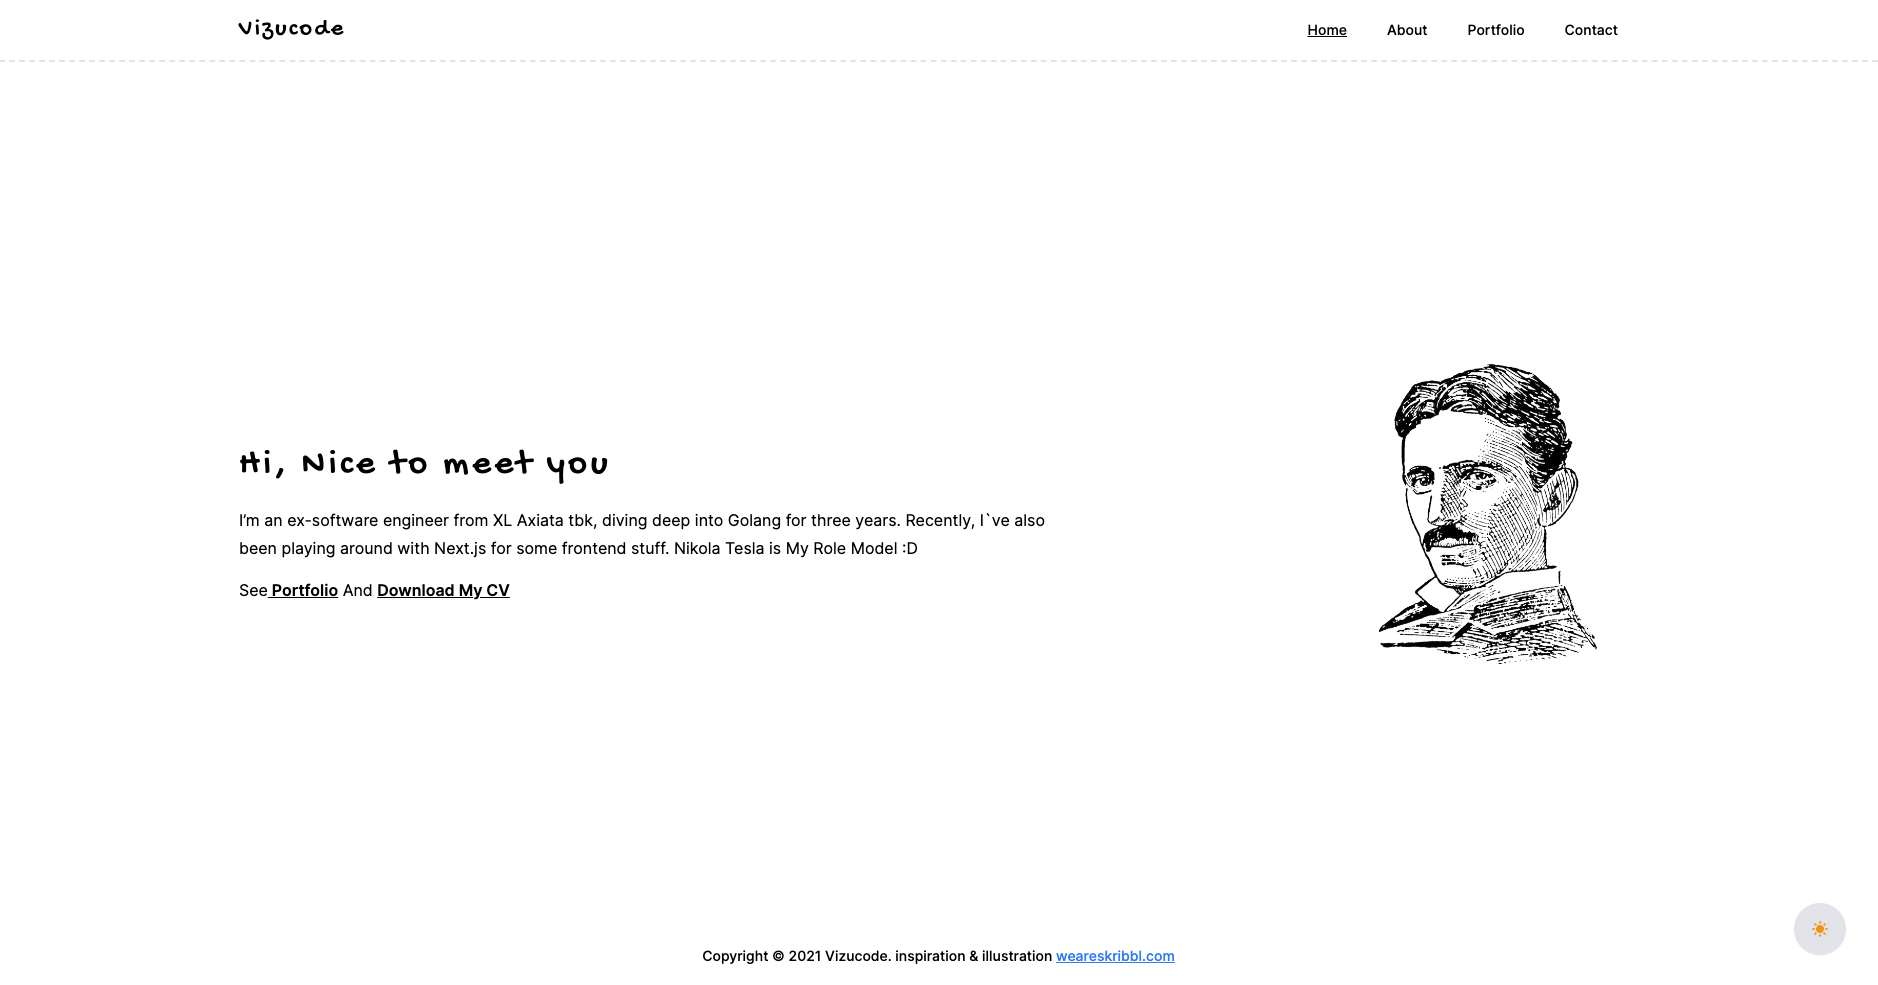 Vizucode
Home About Portfolio Contact
Hi, Nice to meet you
I’m an ex-software engineer from XL Axiata tbk, diving deep into Golang for three years. Recently, I`ve also
been playing around with Next.js for some frontend stuff. Nikola Tesla is My Role Model :D
See Portfolio And Download My CV
Copyright © 2021 Vizucode. inspiration & illustration weareskribbl.com